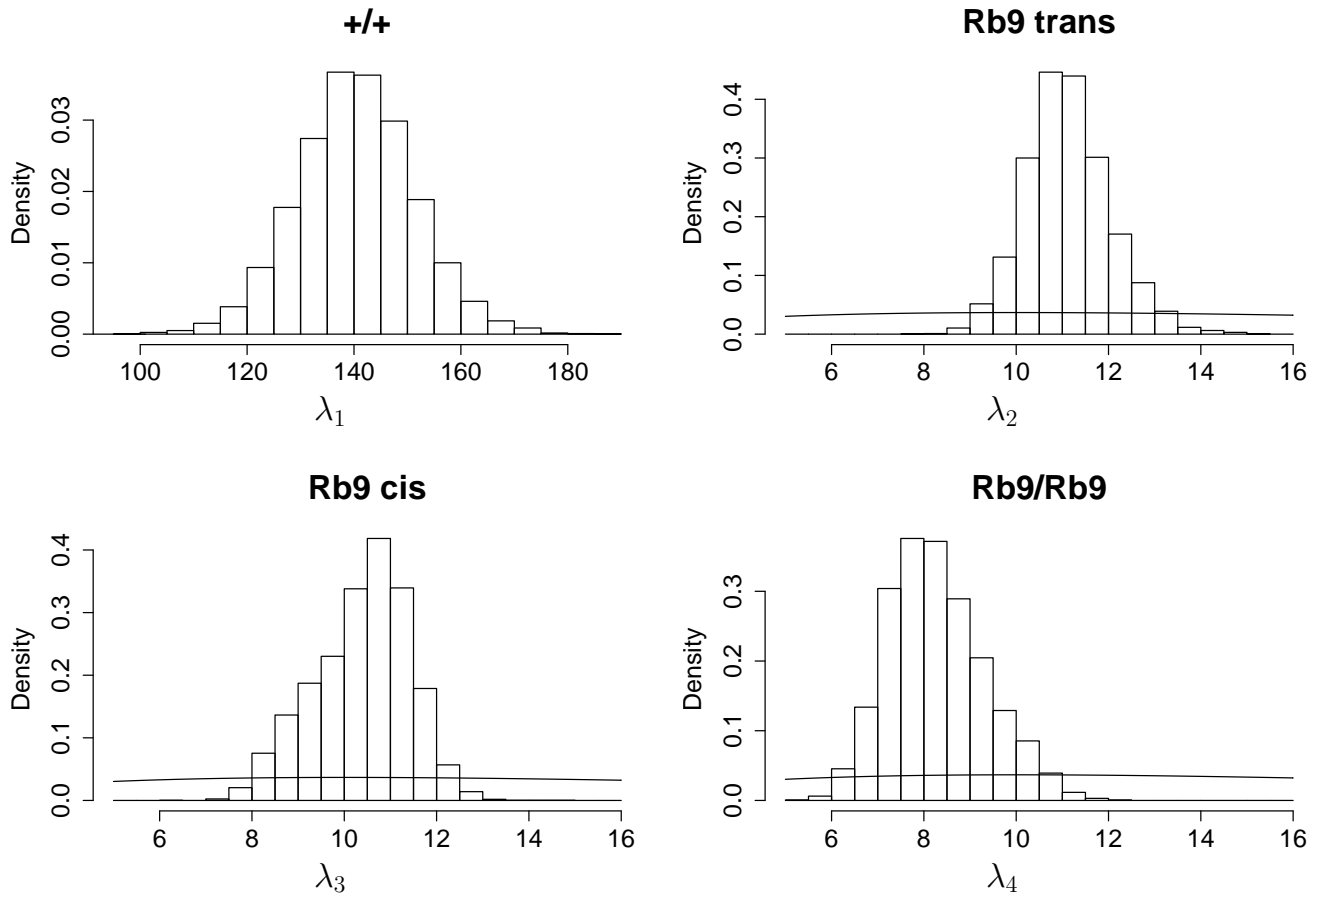 +/+
Density
0.00 0.01 0.02 0.03
100 120 140 160 180
λ1
Rb9 trans
Density
0.0 0.1 0.2 0.3 0.4
6 8 10 12 14 16
λ2
Rb9 cis
Density
0.0 0.1 0.2 0.3 0.4
6 8 10 12 14 16
λ3
Rb9/Rb9
Density
0.0 0.1 0.2 0.3
6 8 10 12 14 16
λ4